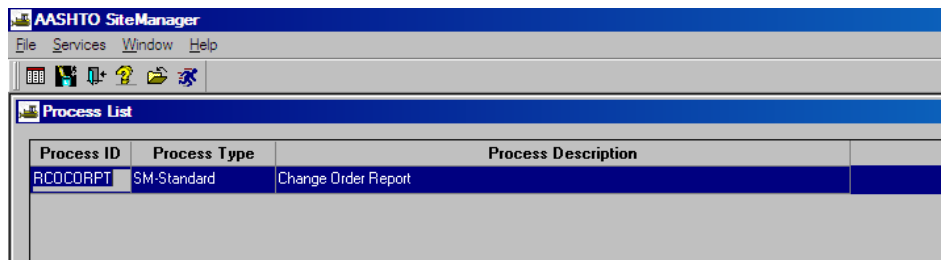 AASHTO SiteManager
File Services Window Help
Process List
Process ID Process Type Process Description
RCOCORPT SM-Standard Change Order Report